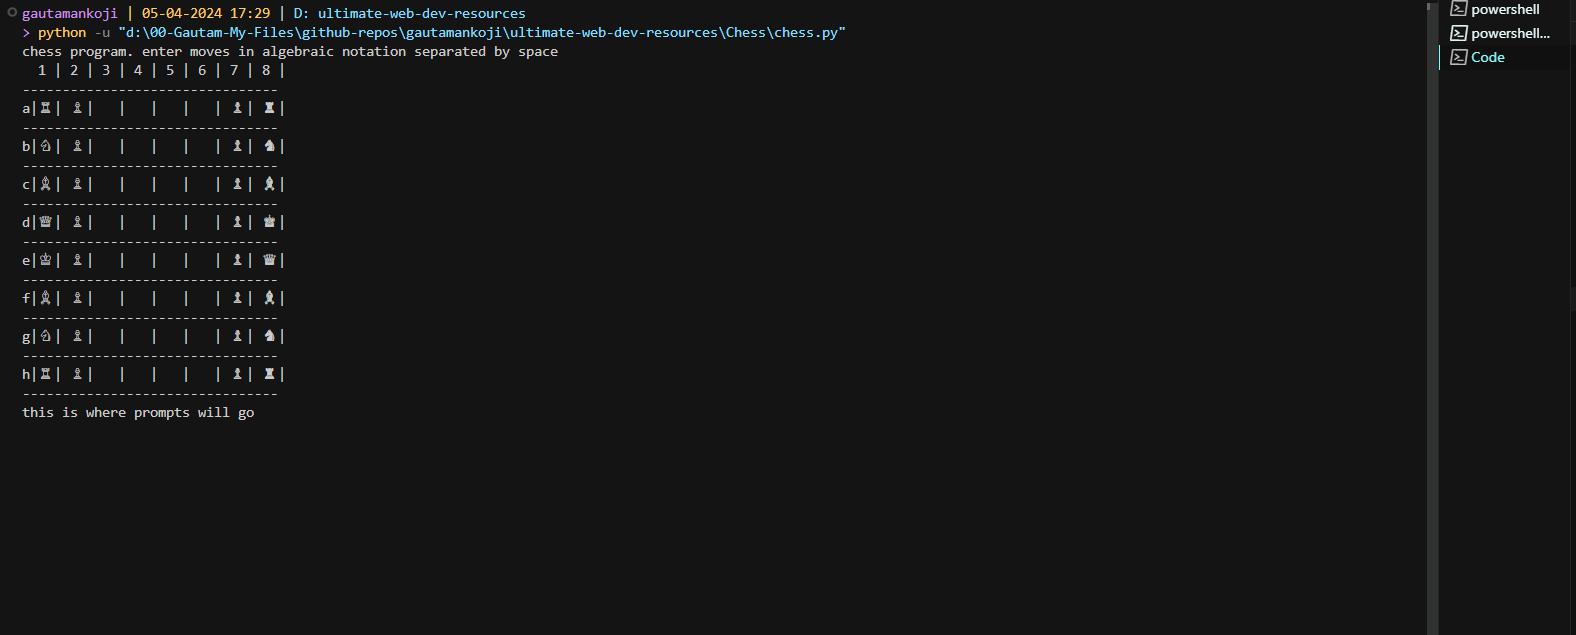 gautamankoji | 05-04-2024 17:29 | D: ultimate-web-dev-resources
> python -u "d:\00-Gautam-My-Files\github-repos\gautamankoji\ultimate-web-dev-resources\Chess\chess.py"
chess program. enter moves in algebraic notation separated by space
  1 | 2 | 3 | 4 | 5 | 6 | 7 | 8 |
--------------------------------
a|♖| ♙|   |   |   |   | ♟| ♜|
--------------------------------
b|♘| ♙|   |   |   |   | ♟| ♞|
--------------------------------
c|♗| ♙|   |   |   |   | ♟| ♝|
--------------------------------
d|♕| ♙|   |   |   |   | ♟| ♚|
--------------------------------
e|♔| ♙|   |   |   |   | ♟| ♛|
--------------------------------
f|♗| ♙|   |   |   |   | ♟| ♝|
--------------------------------
g|♘| ♙|   |   |   |   | ♟| ♞|
--------------------------------
h|♖| ♙|   |   |   |   | ♟| ♜|
--------------------------------
this is where prompts will go
powershell
powershell...
Code